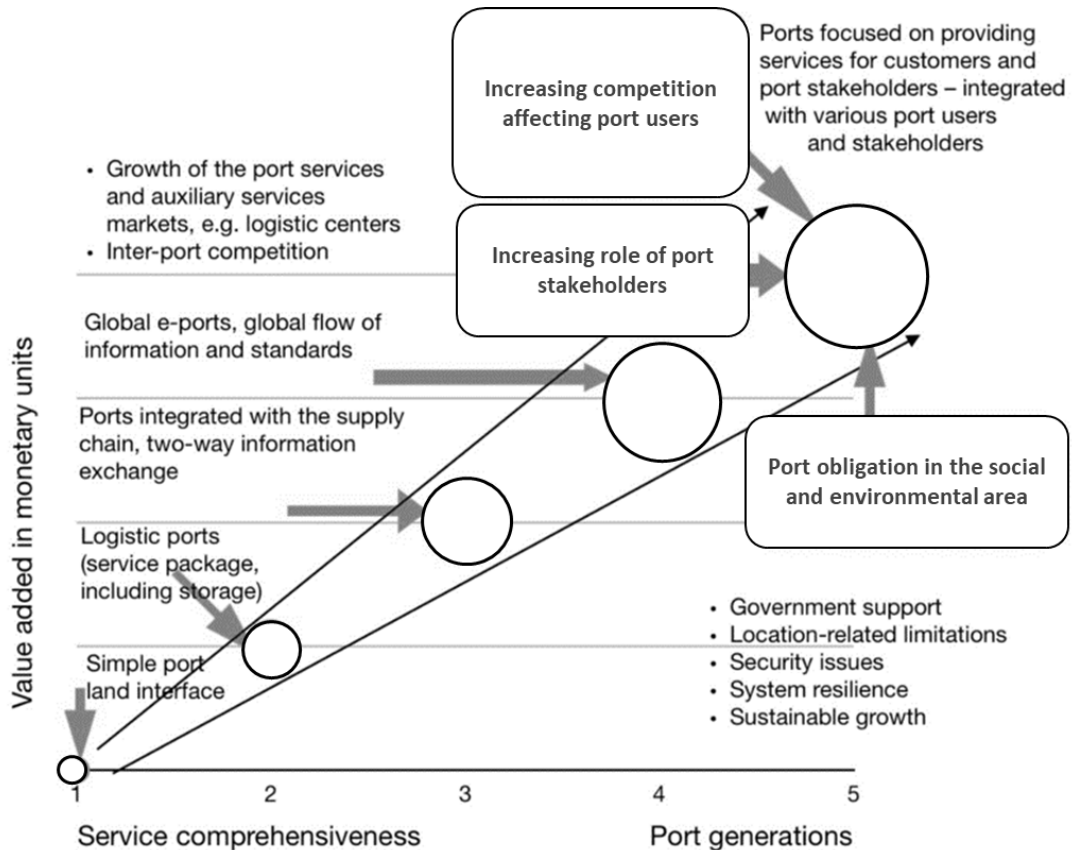 Increasing competition
affecting port users
Ports focused on providing
services for customers and
port stakeholders – integrated
with various port users
and stakeholders
• Growth of the port services
and auxiliary services
markets, e.g. logistic centers
• Inter-port competition
Increasing role of port
stakeholders
Global e-ports, global flow of
information and standards
Ports integrated with the supply
chain, two-way information
exchange
Port obligation in the social
and environmental area
Logistic ports
(service package,
including storage)
Simple port
land interface
• Government support
• Location-related limitations
• Security issues
• System resilience
• Sustainable growth
Value added in monetary units
1 2 3 4 5
Service comprehensiveness
Port generations